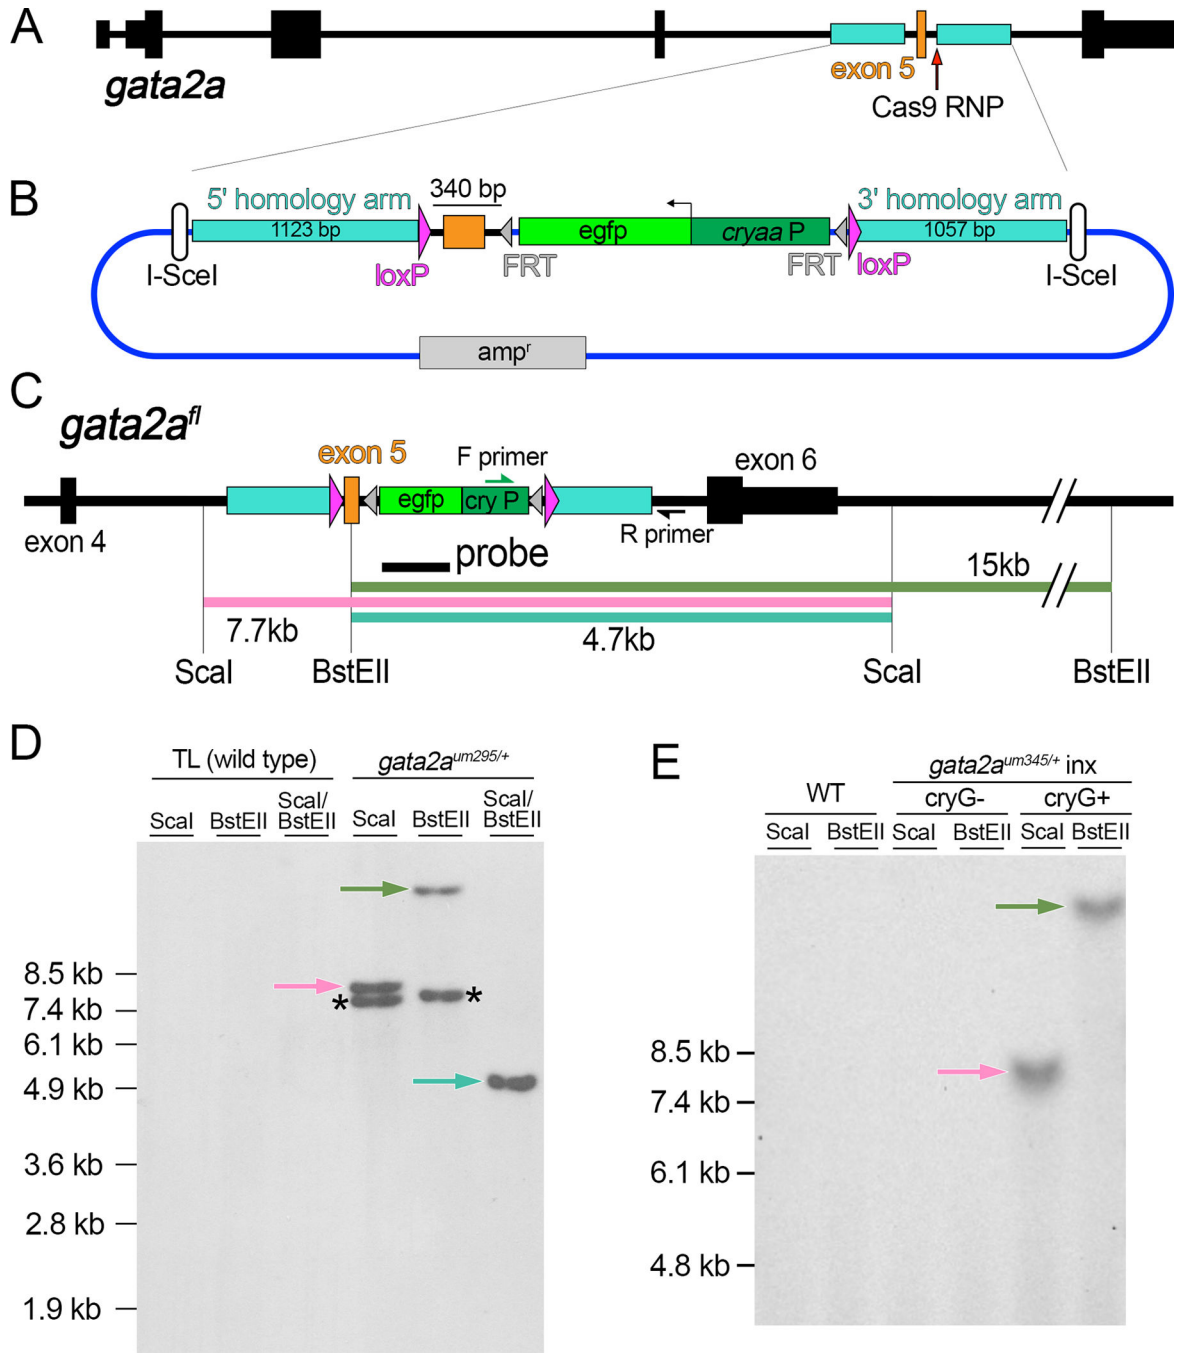 A
gata2a
exon 5
Cas9 RNP
B
5' homology arm
340 bp
3' homology arm
1123 bp
egfp
cryaa P
1057 bp
I-SceI
loxP
FRT
FRT
loxP
I-SceI
ampʳ
C
gata2aᶠˡ
exon 5
F primer
exon 6
egfp
cry P
exon 4
R primer
probe
15kb
7.7kb
4.7kb
ScaI
BstEII
ScaI
BstEII
D
TL (wild type)
gata2aᵘᵐ²⁹⁵/⁺
ScaI
BstEII
ScaI/
BstEII
ScaI
BstEII
ScaI/
BstEII
8.5 kb
7.4 kb
6.1 kb
4.9 kb
3.6 kb
2.8 kb
1.9 kb
*
*
E
gata2aᵘᵐ³⁴⁵/⁺ inx
WT
cryG-
cryG+
ScaI
BstEII
ScaI
BstEII
ScaI
BstEII
8.5 kb
7.4 kb
6.1 kb
4.8 kb